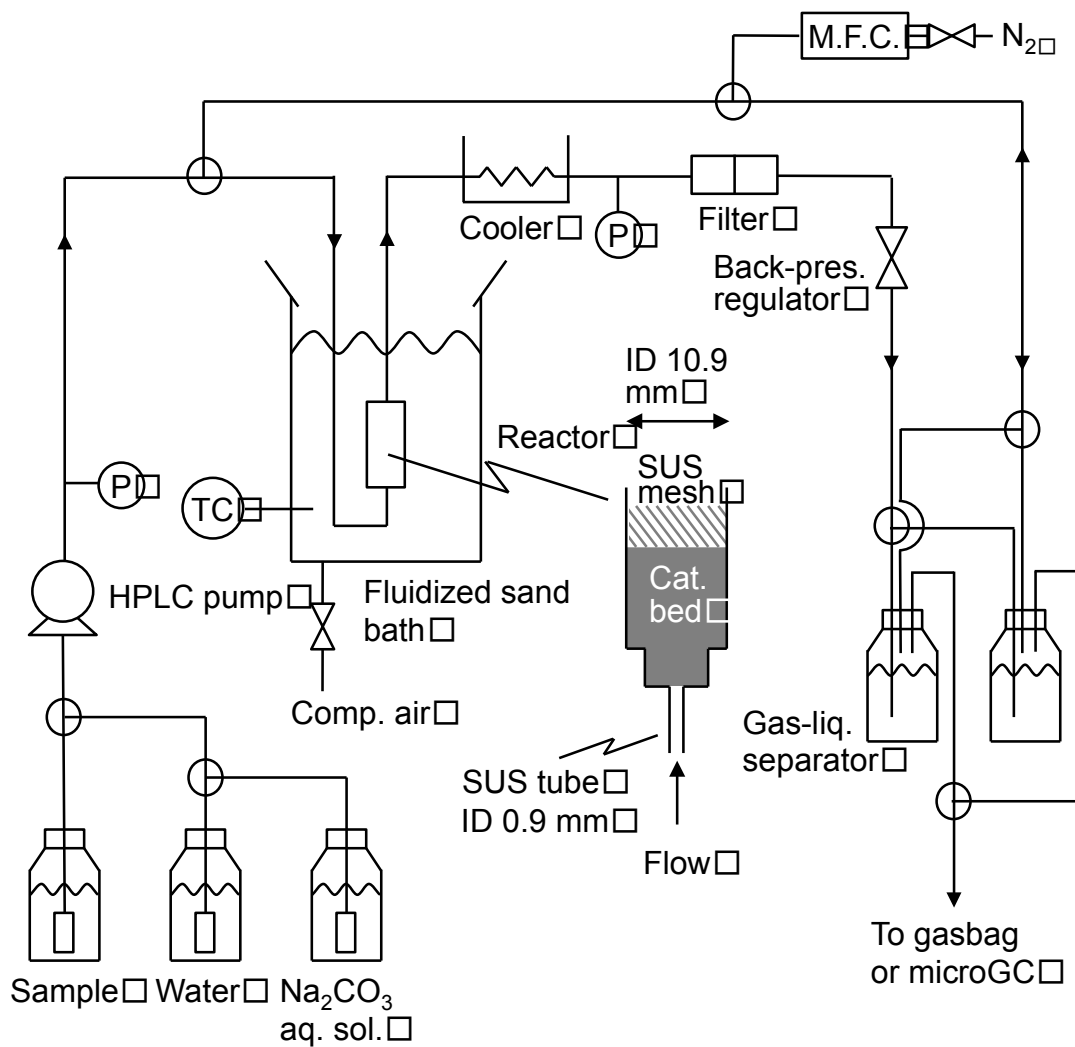 M.F.C.
N₂□
Cooler□
P□
Filter□
Back-pres.
regulator□
ID 10.9
mm□
Reactor□
SUS
mesh□
P□
TC□
Cat.
bed□
HPLC pump□
Fluidized sand
bath□
Comp. air□
Gas-liq.
separator□
SUS tube□
ID 0.9 mm□
Flow□
To gasbag
or microGC□
Sample□
Water□
Na₂CO₃
aq. sol.□